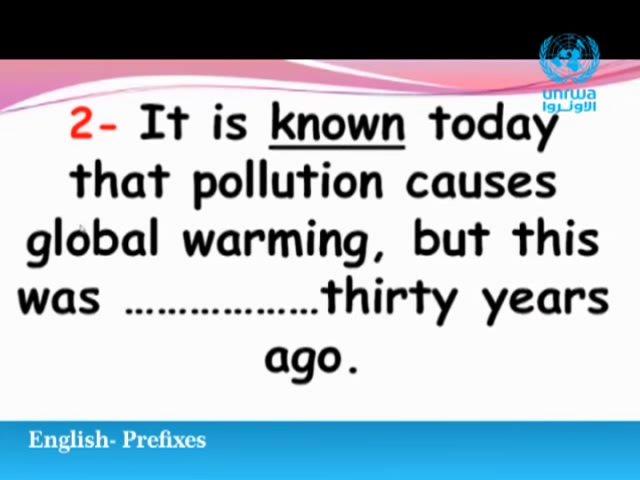 unrwa
الاونروا
2- It is known today
that pollution causes
global warming, but this
was ..................thirty years
ago.
English- Prefixes